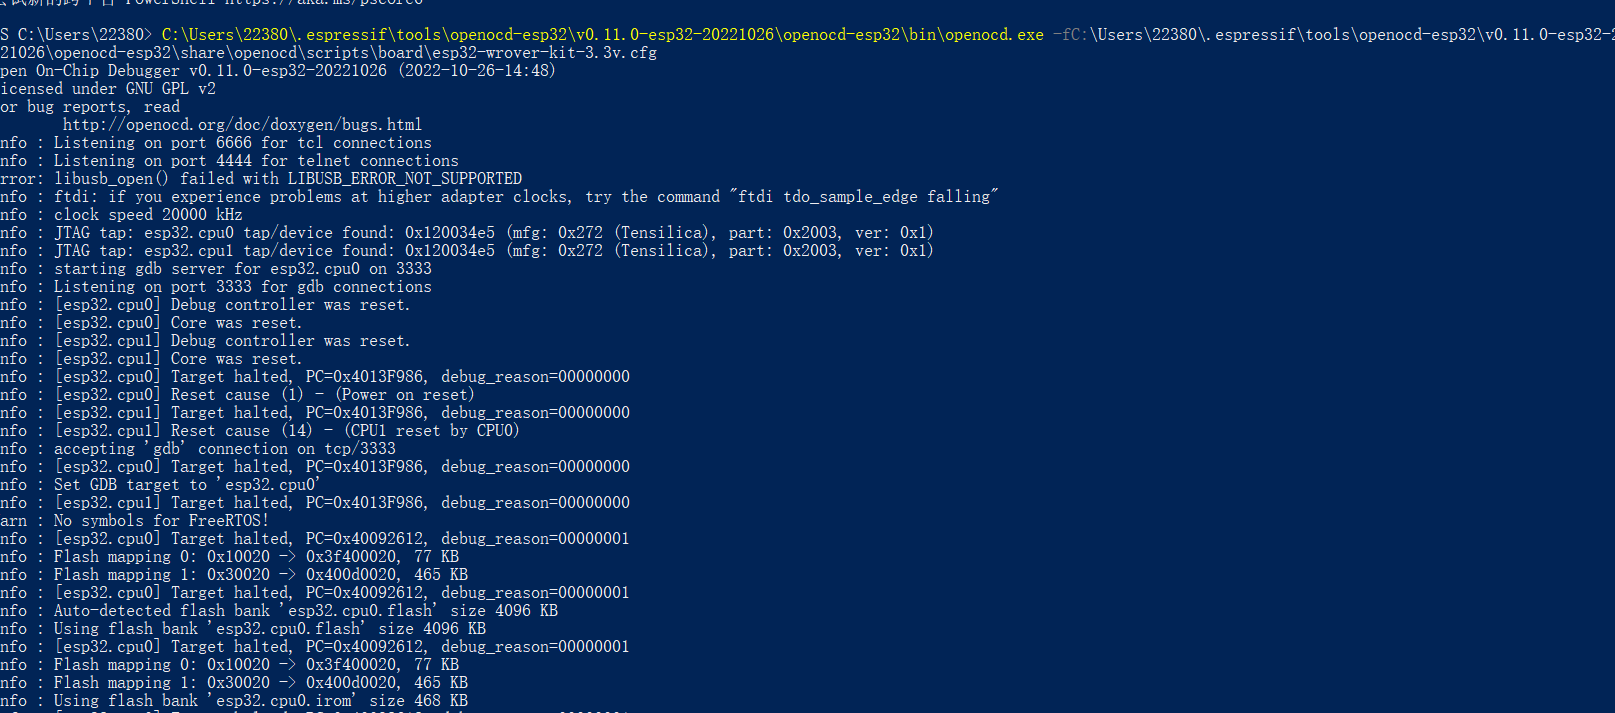 尝试新的跨平台 PowerShell https://aka.ms/pscore6
S C:\Users\22380> C:\Users\22380\.espressif\tools\openocd-esp32\v0.11.0-esp32-20221026\openocd-esp32\bin\openocd.exe -fC:\Users\22380\.espressif\tools\openocd-esp32\v0.11.0-esp32-2
21026\openocd-esp32\share\openocd\scripts\board\esp32-wrover-kit-3.3v.cfg
pen On-Chip Debugger v0.11.0-esp32-20221026 (2022-10-26-14:48)
icensed under GNU GPL v2
or bug reports, read
http://openocd.org/doc/doxygen/bugs.html
nfo : Listening on port 6666 for tcl connections
nfo : Listening on port 4444 for telnet connections
rror: libusb_open() failed with LIBUSB_ERROR_NOT_SUPPORTED
nfo : ftdi: if you experience problems at higher adapter clocks, try the command "ftdi tdo_sample_edge falling"
nfo : clock speed 20000 kHz
nfo : JTAG tap: esp32.cpu0 tap/device found: 0x120034e5 (mfg: 0x272 (Tensilica), part: 0x2003, ver: 0x1)
nfo : JTAG tap: esp32.cpu1 tap/device found: 0x120034e5 (mfg: 0x272 (Tensilica), part: 0x2003, ver: 0x1)
nfo : starting gdb server for esp32.cpu0 on 3333
nfo : Listening on port 3333 for gdb connections
nfo : [esp32.cpu0] Debug controller was reset.
nfo : [esp32.cpu0] Core was reset.
nfo : [esp32.cpu1] Debug controller was reset.
nfo : [esp32.cpu1] Core was reset.
nfo : [esp32.cpu0] Target halted, PC=0x4013F986, debug_reason=00000000
nfo : [esp32.cpu0] Reset cause (1) - (Power on reset)
nfo : [esp32.cpu1] Target halted, PC=0x4013F986, debug_reason=00000000
nfo : [esp32.cpu1] Reset cause (14) - (CPU1 reset by CPU0)
nfo : accepting 'gdb' connection on tcp/3333
nfo : [esp32.cpu0] Target halted, PC=0x4013F986, debug_reason=00000000
nfo : Set GDB target to 'esp32.cpu0'
nfo : [esp32.cpu1] Target halted, PC=0x4013F986, debug_reason=00000000
arn : No symbols for FreeRTOS!
nfo : [esp32.cpu0] Target halted, PC=0x40092612, debug_reason=00000001
nfo : Flash mapping 0: 0x10020 -> 0x3f400020, 77 KB
nfo : Flash mapping 1: 0x30020 -> 0x400d0020, 465 KB
nfo : [esp32.cpu0] Target halted, PC=0x40092612, debug_reason=00000001
nfo : Auto-detected flash bank 'esp32.cpu0.flash' size 4096 KB
nfo : Using flash bank 'esp32.cpu0.flash' size 4096 KB
nfo : [esp32.cpu0] Target halted, PC=0x40092612, debug_reason=00000001
nfo : Flash mapping 0: 0x10020 -> 0x3f400020, 77 KB
nfo : Flash mapping 1: 0x30020 -> 0x400d0020, 465 KB
nfo : Using flash bank 'esp32.cpu0.irom' size 468 KB